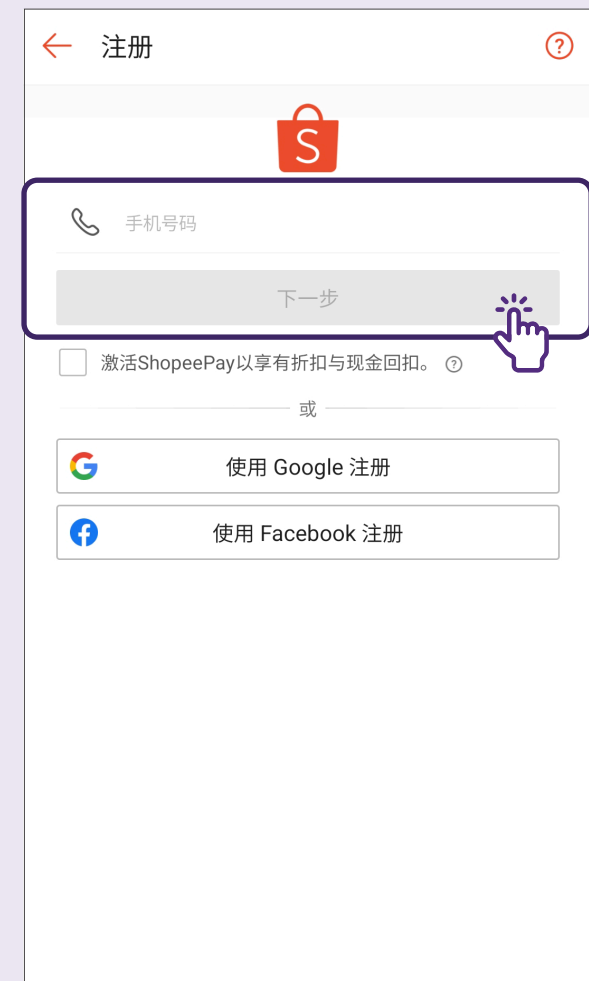 注册
?
S
手机号码
下一步
激活ShopeePay以享有折扣与现金回扣。 ?
或
使用 Google 注册
使用 Facebook 注册